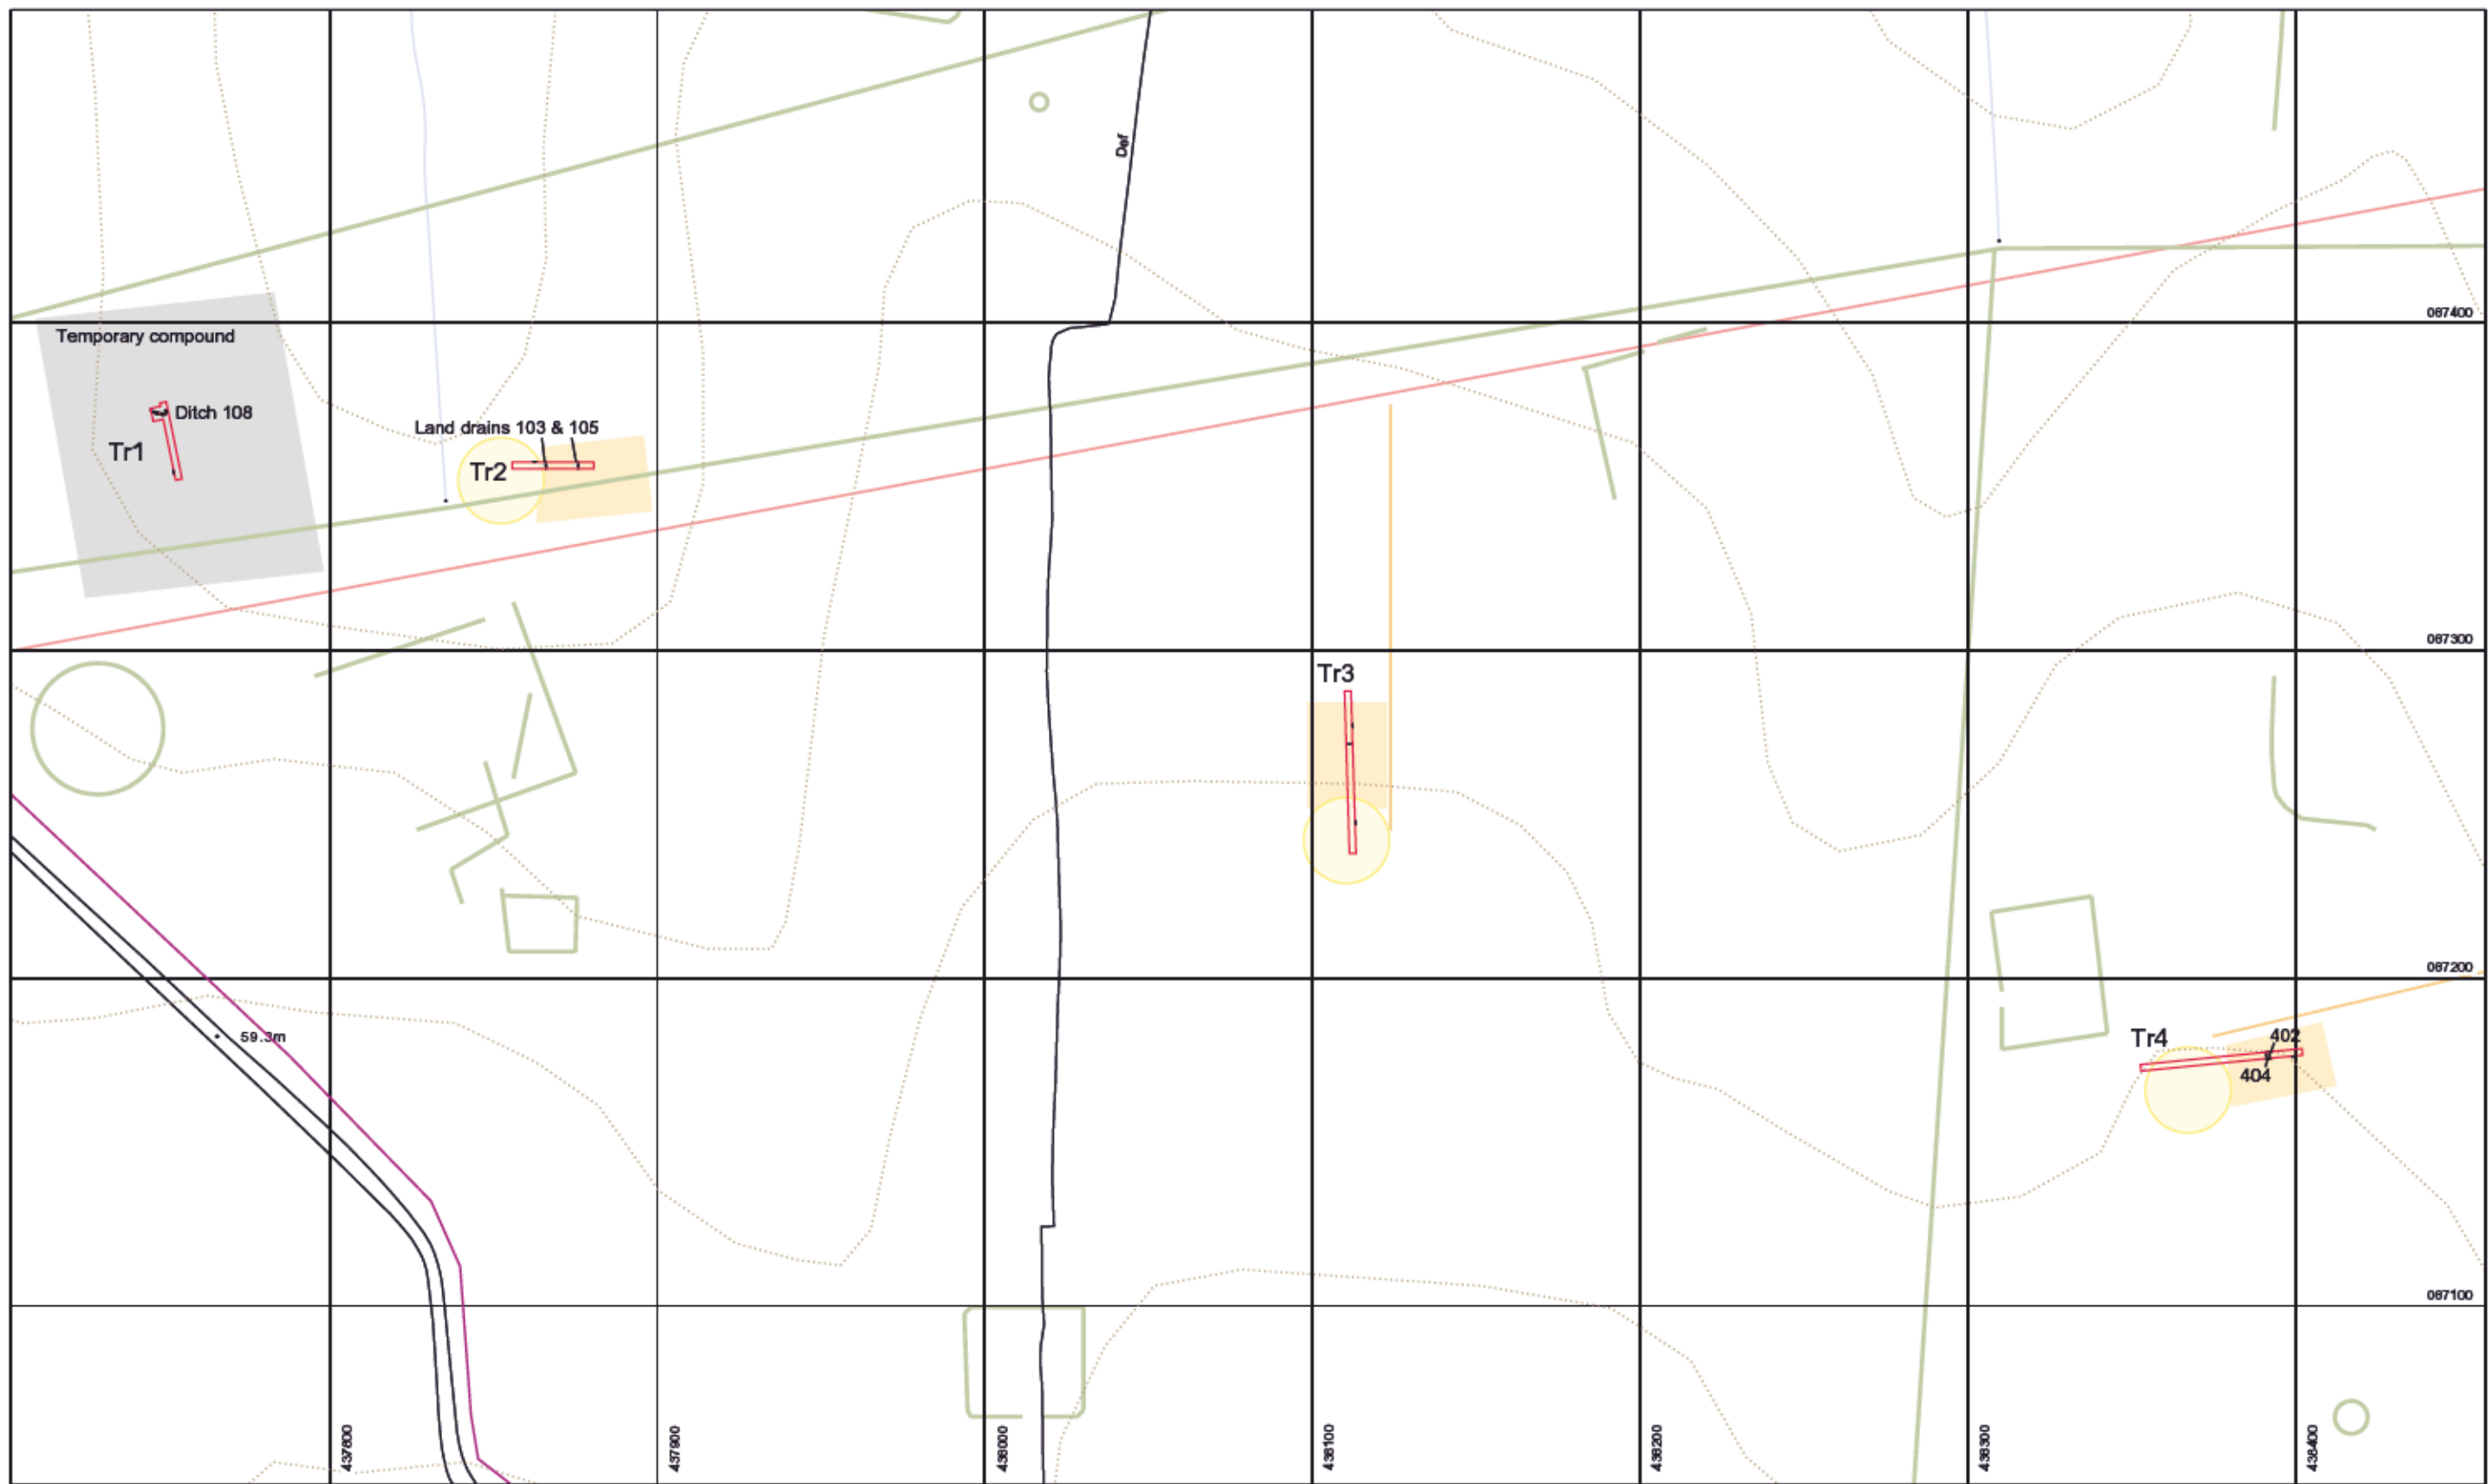 Def
067400
Temporary compound
Ditch 108
Land drains 103 & 105
Tr1
Tr2
067300
Tr3
067200
59.3m
Tr4
402
404
067100
437800
437900
438000
438100
438200
438300
438400